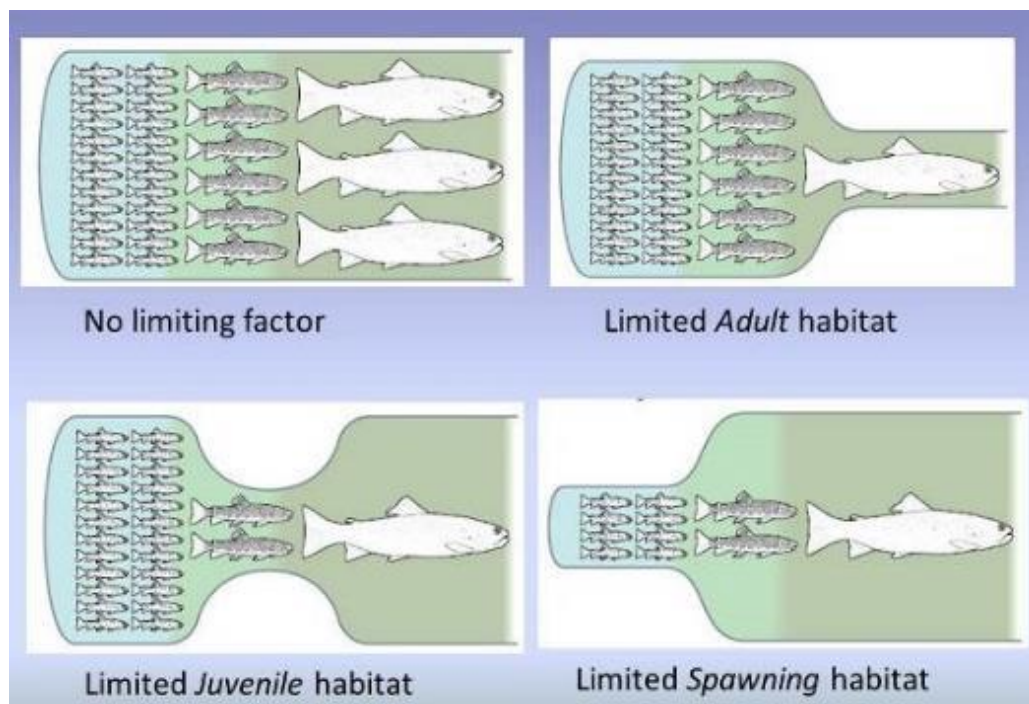 No limiting factor
Limited Adult habitat
Limited Juvenile habitat
Limited Spawning habitat